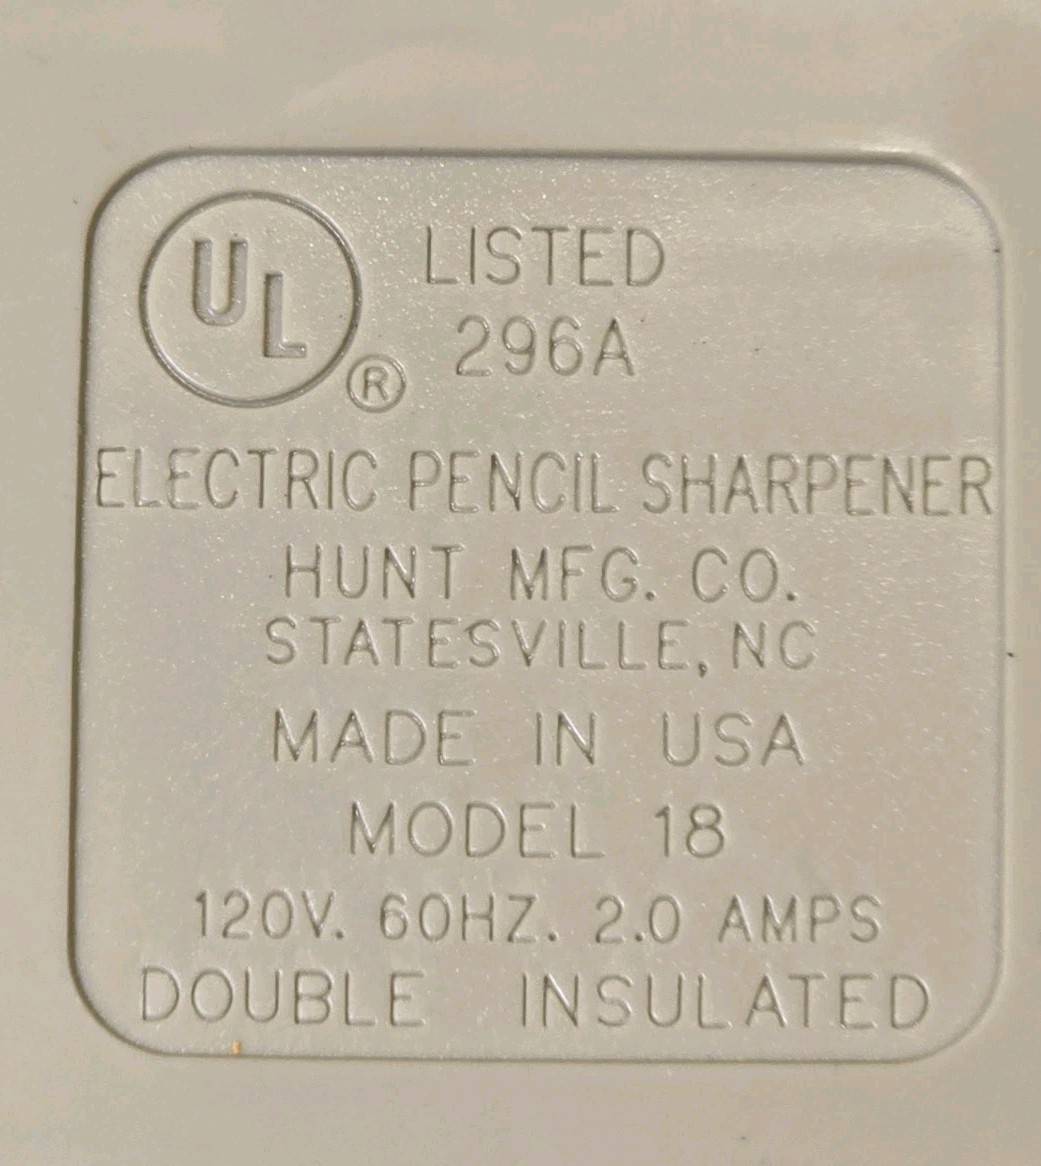 UL® LISTED
296A
ELECTRIC PENCIL SHARPENER
HUNT MFG. CO.
STATESVILLE, NC
MADE IN USA
MODEL 18
120V. 60HZ. 2.0 AMPS
DOUBLE INSULATED